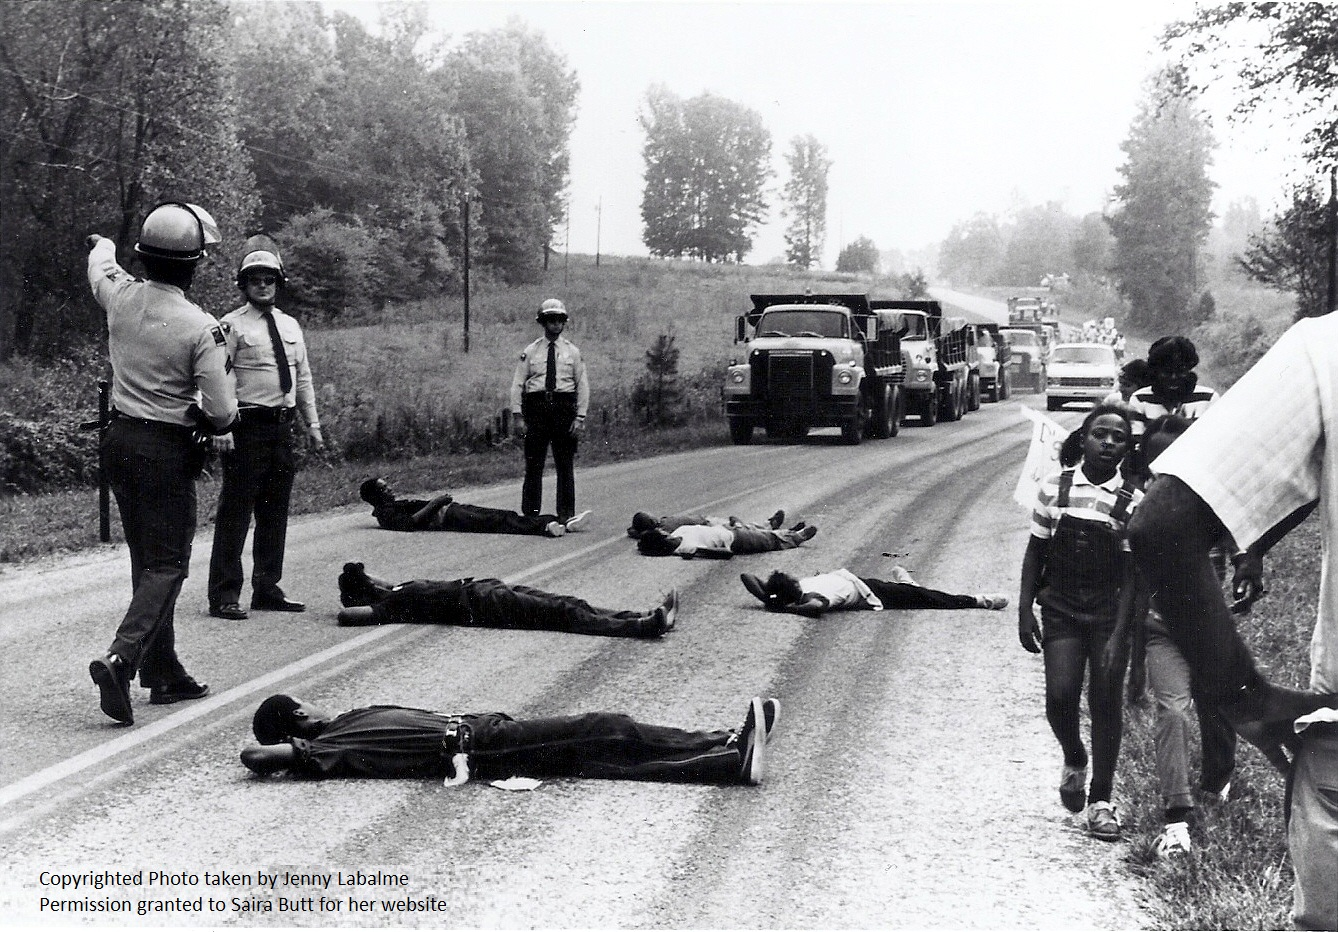 Copyrighted Photo taken by Jenny Labalme
Permission granted to Saira Butt for her website